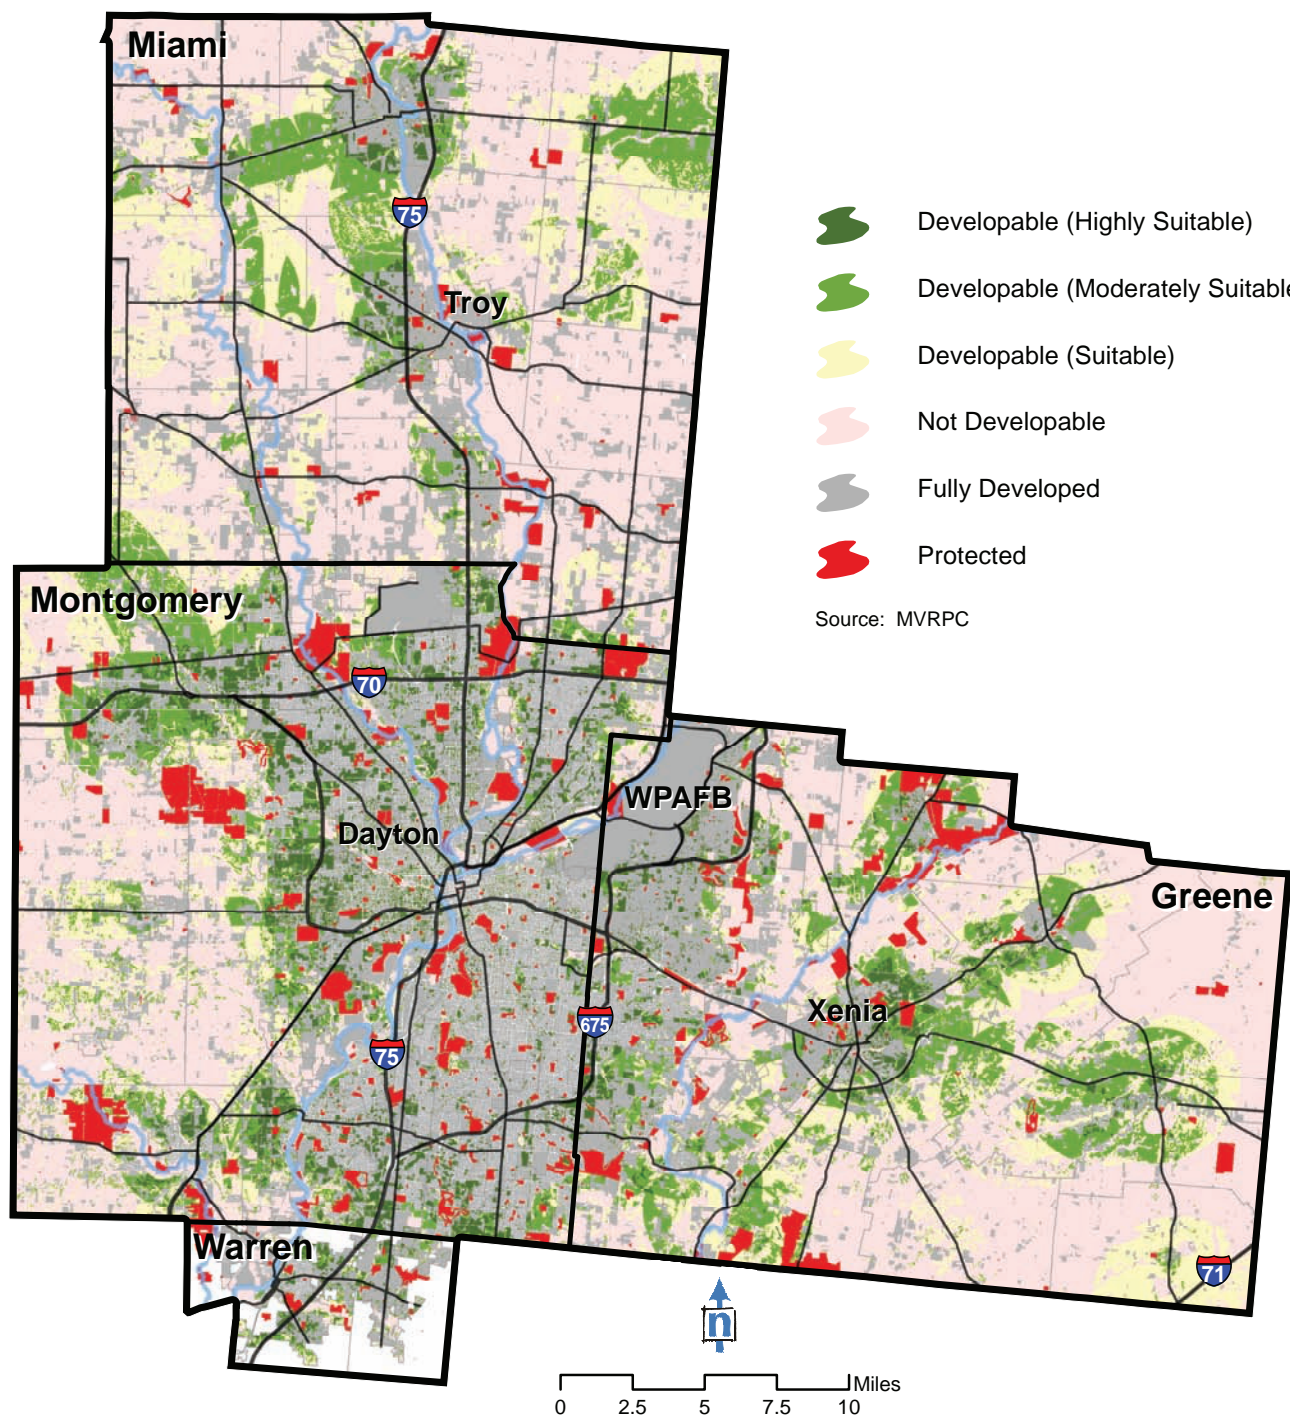 Miami
75
Troy
Developable (Highly Suitable)
Developable (Moderately Suitable
Developable (Suitable)
Not Developable
Fully Developed
Protected
Source: MVRPC
Montgomery
70
WPAFB
Dayton
Greene
Xenia
675
75
Warren
71
n
Miles
0 2.5 5 7.5 10